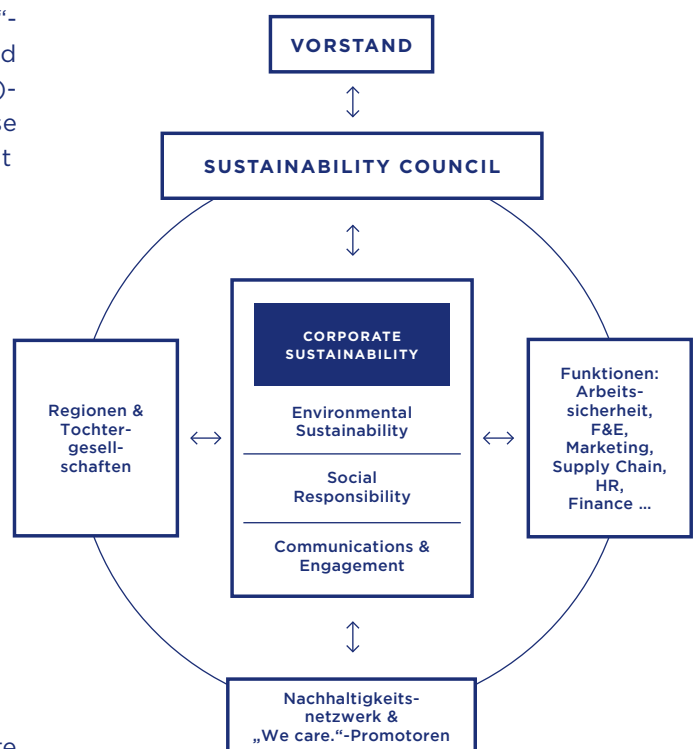 “-
d
)-
se
t
VORSTAND
SUSTAINABILITY COUNCIL
CORPORATE
SUSTAINABILITY
Environmental
Sustainability
Social
Responsibility
Communications &
Engagement
Regionen &
Tochter-
gesell-
schaften
Funktionen:
Arbeits-
sicherheit,
F&E,
Marketing,
Supply Chain,
HR,
Finance ...
Nachhaltigkeits-
netzwerk &
„We care.“-Promotoren